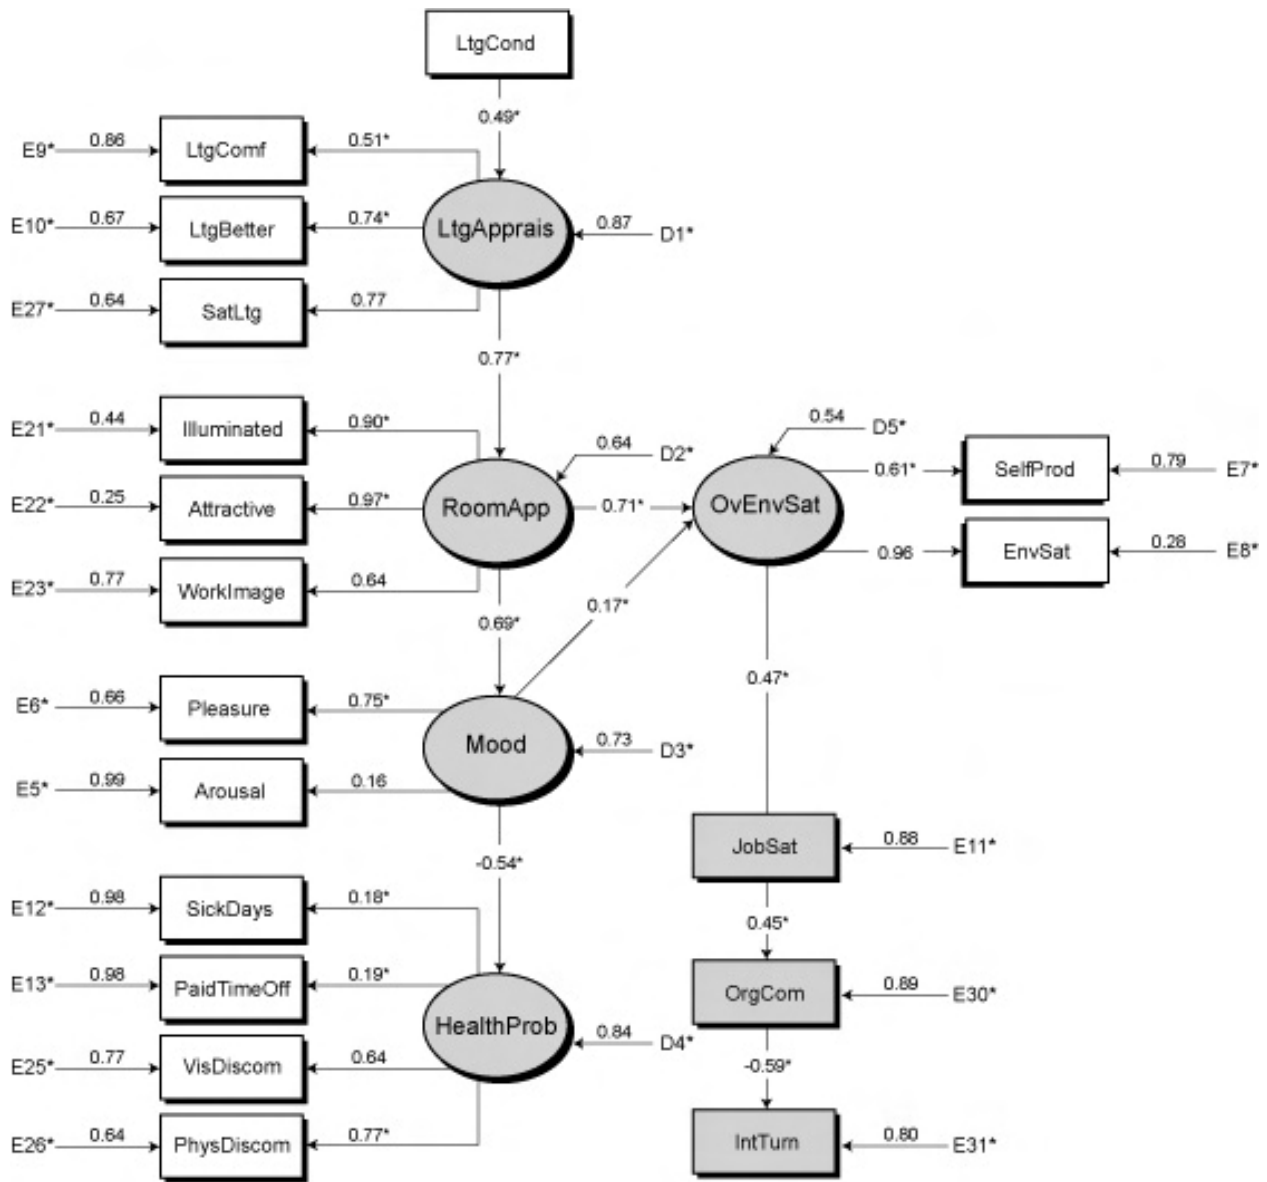 LtgCond
0.49*
E9* 0.86 LtgComf 0.51*
E10* 0.67 LtgBetter 0.74* LtgApprais 0.87 D1*
E27* 0.64 SatLtg 0.77
0.77*
E21* 0.44 Illuminated 0.90* 0.64 D2* 0.54 D5*
E22* 0.25 Attractive 0.97* RoomApp 0.71* OvEnvSat 0.61* SelfProd 0.79 E7*
0.96 EnvSat 0.28 E8*
E23* 0.77 WorkImage 0.64
0.69* 0.17*
0.47*
E6* 0.66 Pleasure 0.75*
Mood 0.73 D3*
E5* 0.99 Arousal 0.16
-0.54* JobSat 0.88 E11*
E12* 0.98 SickDays 0.18* 0.45*
E13* 0.98 PaidTimeOff 0.19* OrgCom 0.89 E30*
HealthProb 0.84 D4*
E25* 0.77 VisDiscom 0.64 -0.59*
E26* 0.64 PhysDiscom 0.77* IntTurn 0.80 E31*